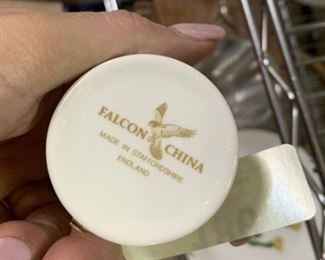 FALCON
CHINA
MADE IN STAFFORDSHIRE
ENGLAND